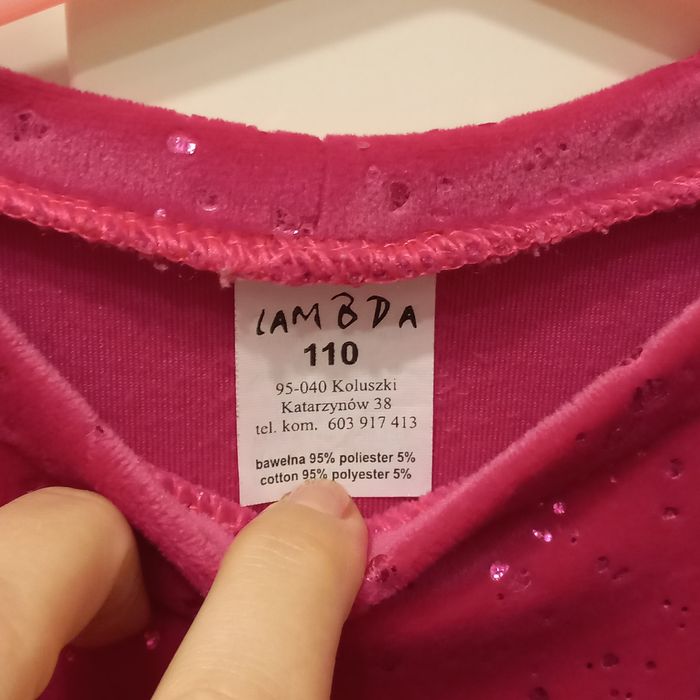 LAMBDA
110
95-040 Koluszki
Katarzynów 38
tel. kom. 603 917 413
bawełna 95% poliester 5%
cotton 95% polyester 5%